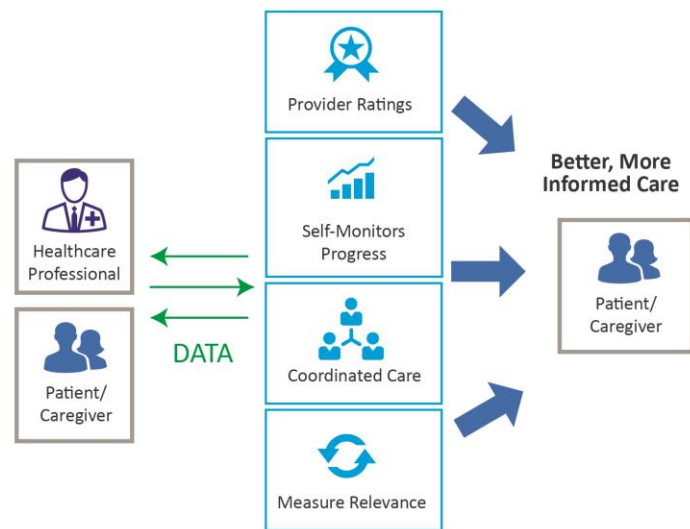 Provider Ratings
Self-Monitors
Progress
Coordinated Care
Measure Relevance
Healthcare
Professional
Patient/
Caregiver
DATA
Better, More
Informed Care
Patient/
Caregiver